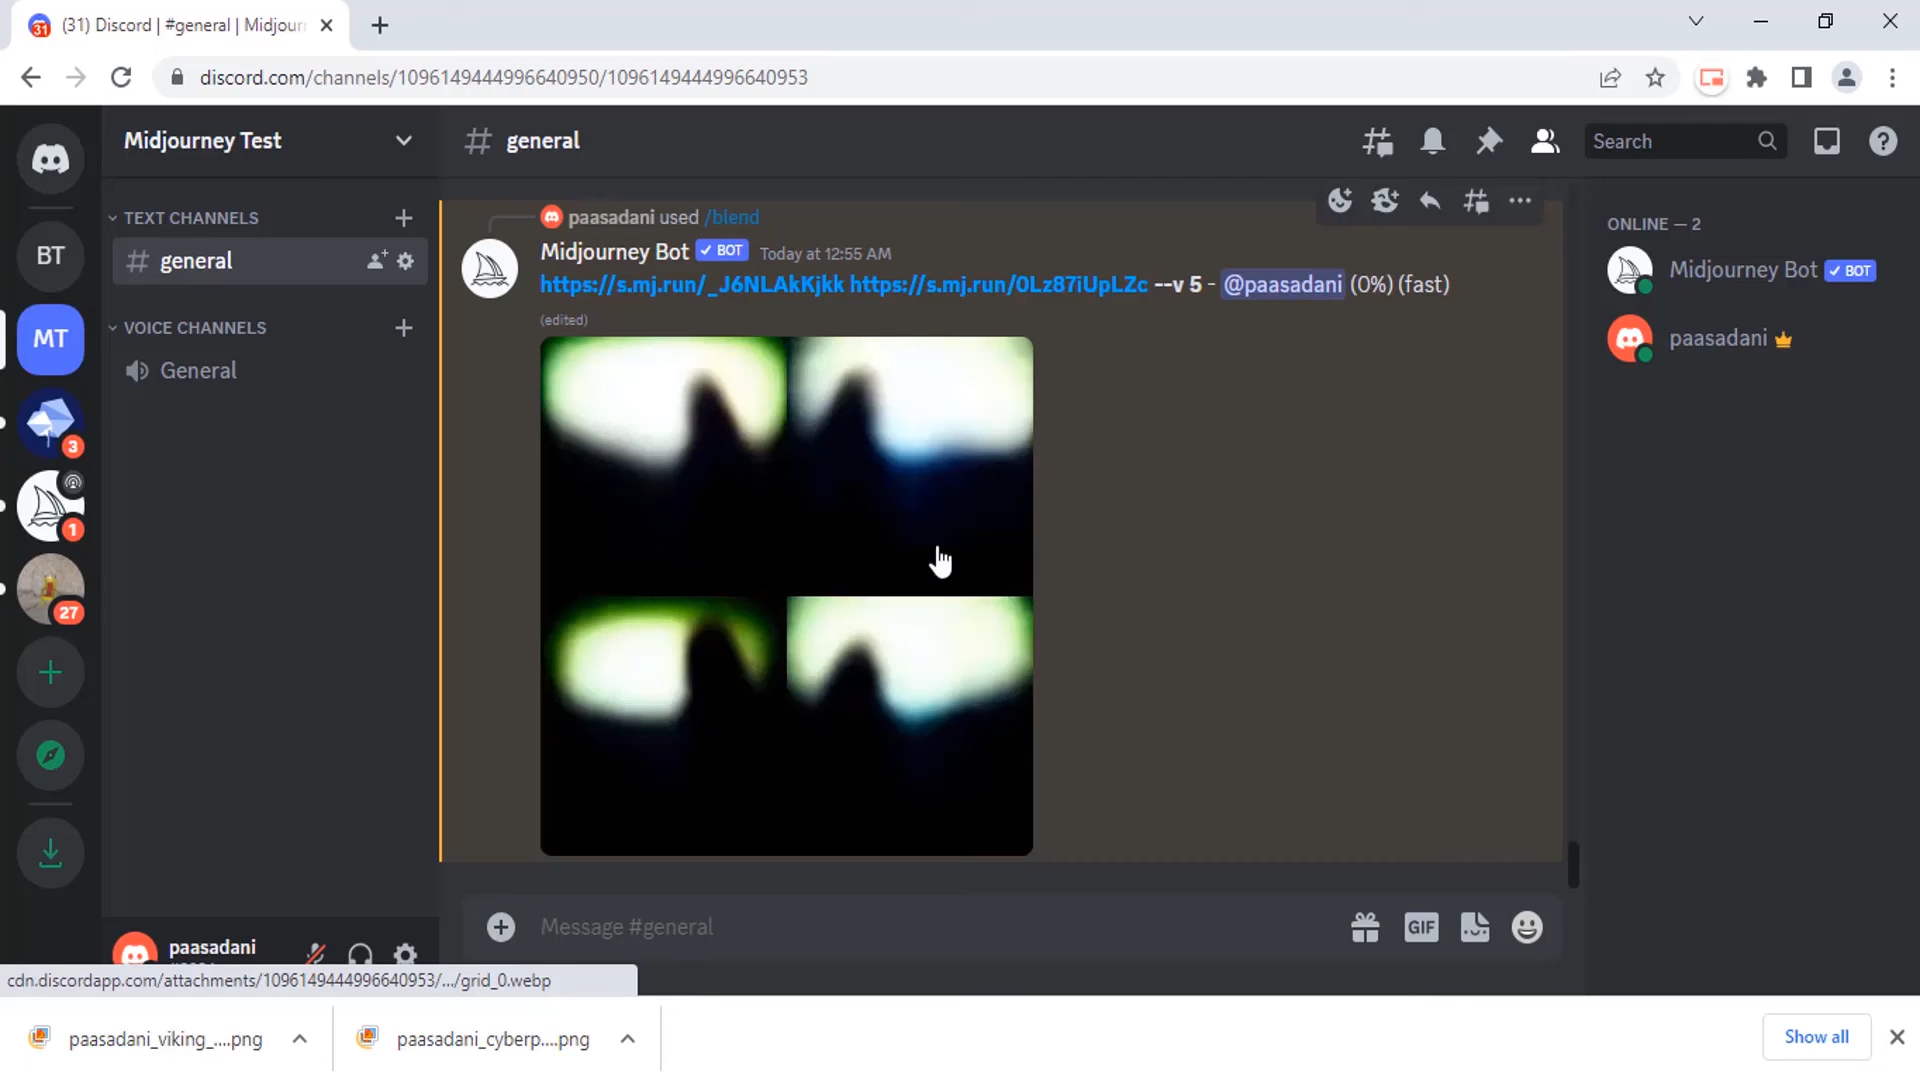 31
(31) Discord | #general | Midjourn
discord.com/channels/1096149444996640950/1096149444996640953
Midjourney Test
general
Search
TEXT CHANNELS
general
VOICE CHANNELS
General
BT
MT
3
1
27
paasadani used /blend
Midjourney Bot BOT Today at 12:55 AM
https://s.mj.run/_J6NLAkKjkk https://s.mj.run/0Lz87iUpLZc --v 5 - @paasadani (0%) (fast)
(edited)
ONLINE — 2
Midjourney Bot BOT
paasadani
Message #general
GIF
paasadani
cdn.discordapp.com/attachments/1096149444996640953/.../grid_0.webp
paasadani_viking_....png
paasadani_cyberp....png
Show all